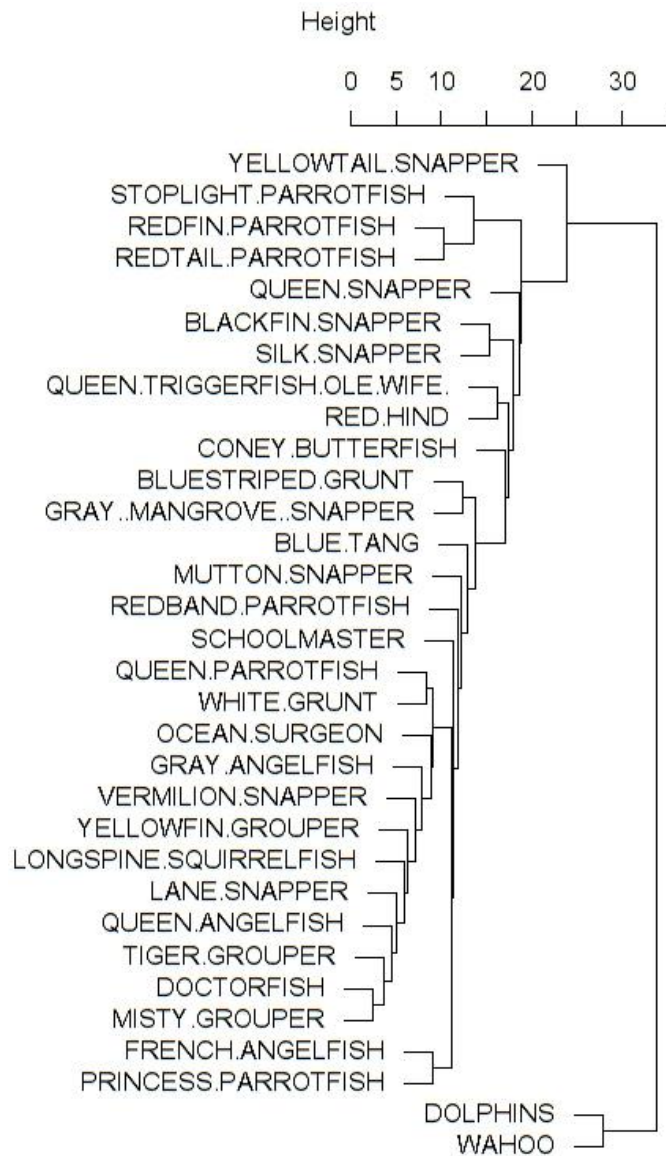 Height
0 5 10 20 30
YELLOWTAIL.SNAPPER
STOPLIGHT.PARROTFISH
REDFIN.PARROTFISH
REDTAIL.PARROTFISH
QUEEN.SNAPPER
BLACKFIN.SNAPPER
SILK.SNAPPER
QUEEN.TRIGGERFISH.OLE.WIFE.
RED.HIND
CONEY.BUTTERFISH
BLUESTRIPED.GRUNT
GRAY..MANGROVE..SNAPPER
BLUE.TANG
MUTTON.SNAPPER
REDBAND.PARROTFISH
SCHOOLMASTER
QUEEN.PARROTFISH
WHITE.GRUNT
OCEAN.SURGEON
GRAY.ANGELFISH
VERMILION.SNAPPER
YELLOWFIN.GROUPER
LONGSPINE.SQUIRRELFISH
LANE.SNAPPER
QUEEN.ANGELFISH
TIGER.GROUPER
DOCTORFISH
MISTY.GROUPER
FRENCH.ANGELFISH
PRINCESS.PARROTFISH
DOLPHINS
WAHOO